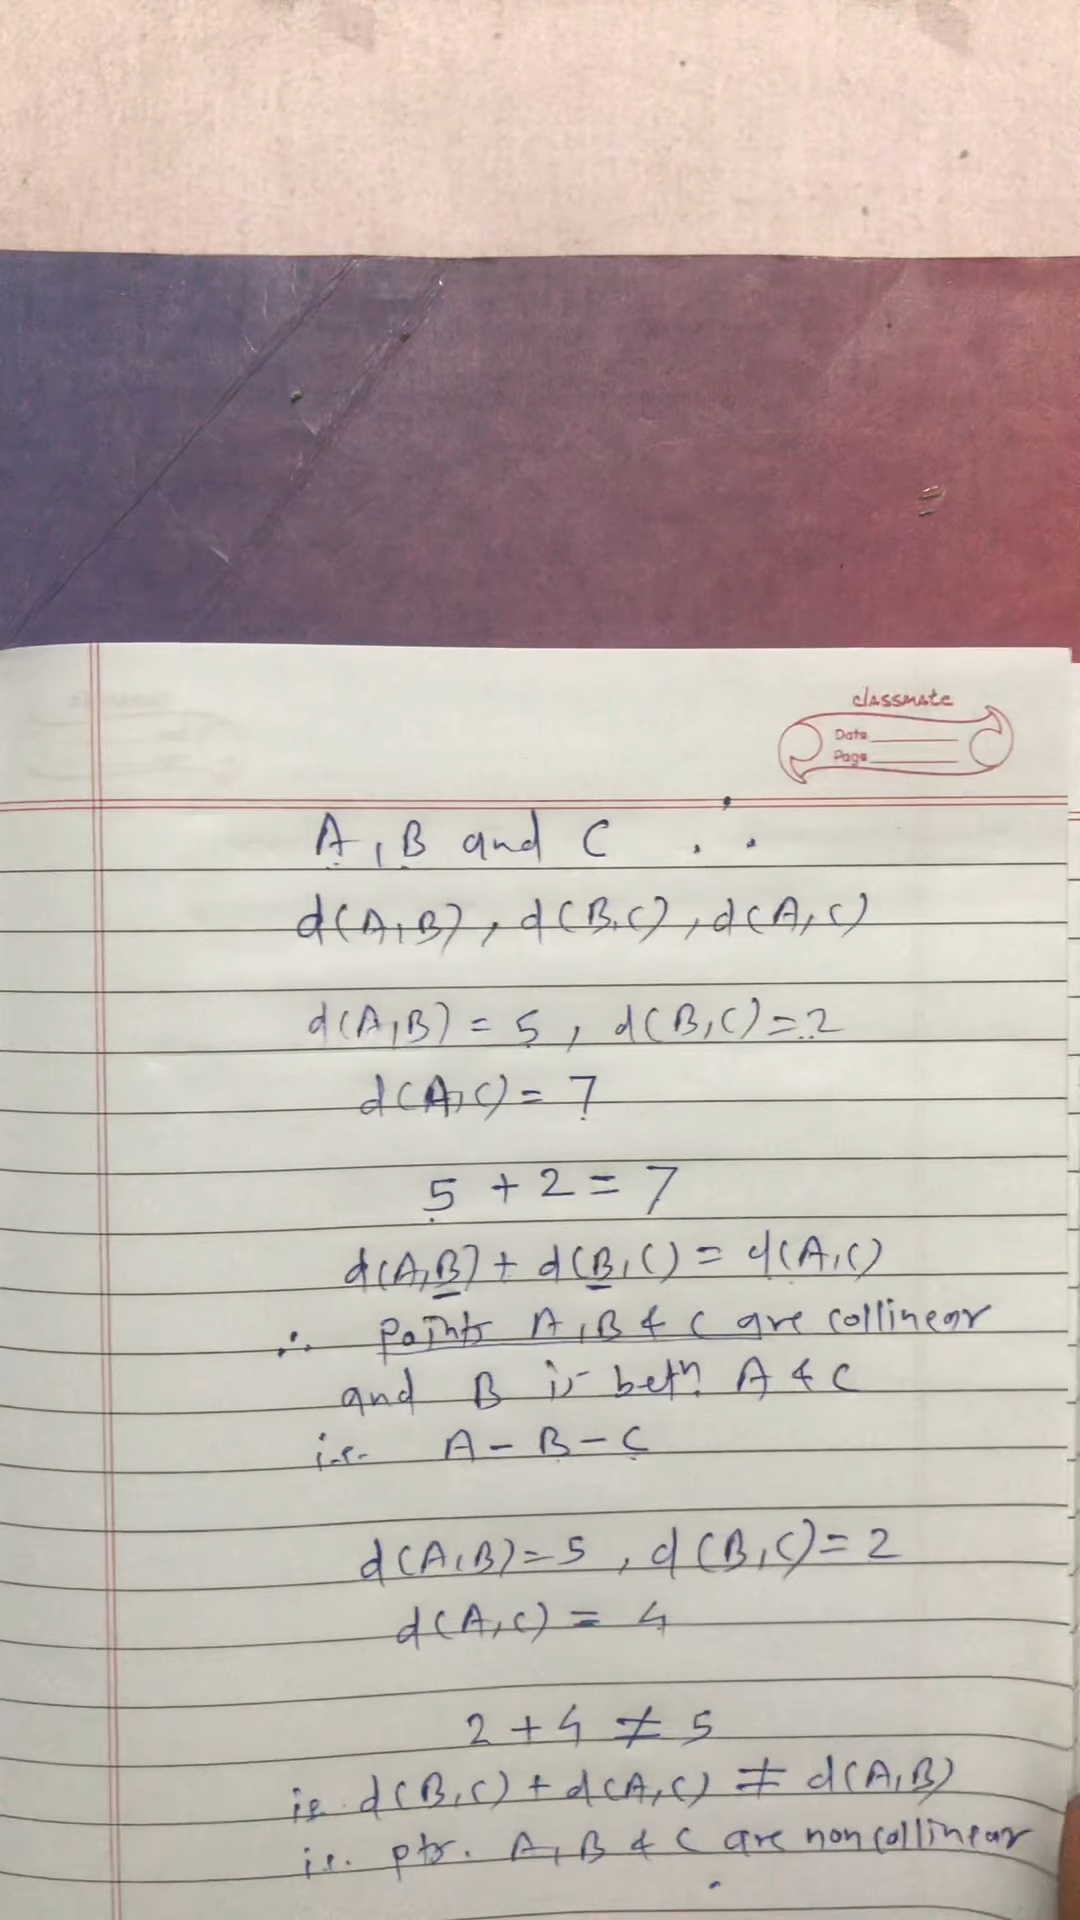 classmate
Date
Page
A, B and C ∴
d(A,B), d(B,C), d(A,C)
d(A,B) = 5, d(B,C)=2
d(A,C) = 7
5 + 2 = 7
d(A,B) + d(B,C) = d(A,C)
∴ points A, B & C are collinear
and B is betn. A & C
i.e. A - B - C
d(A,B)=5, d(B,C)= 2
d(A,C) = 4
2 + 4 ≠ 5
ie d(B,C) + d(A,C) ≠ d(A,B)
i.e. pts. A, B & C are noncollinear